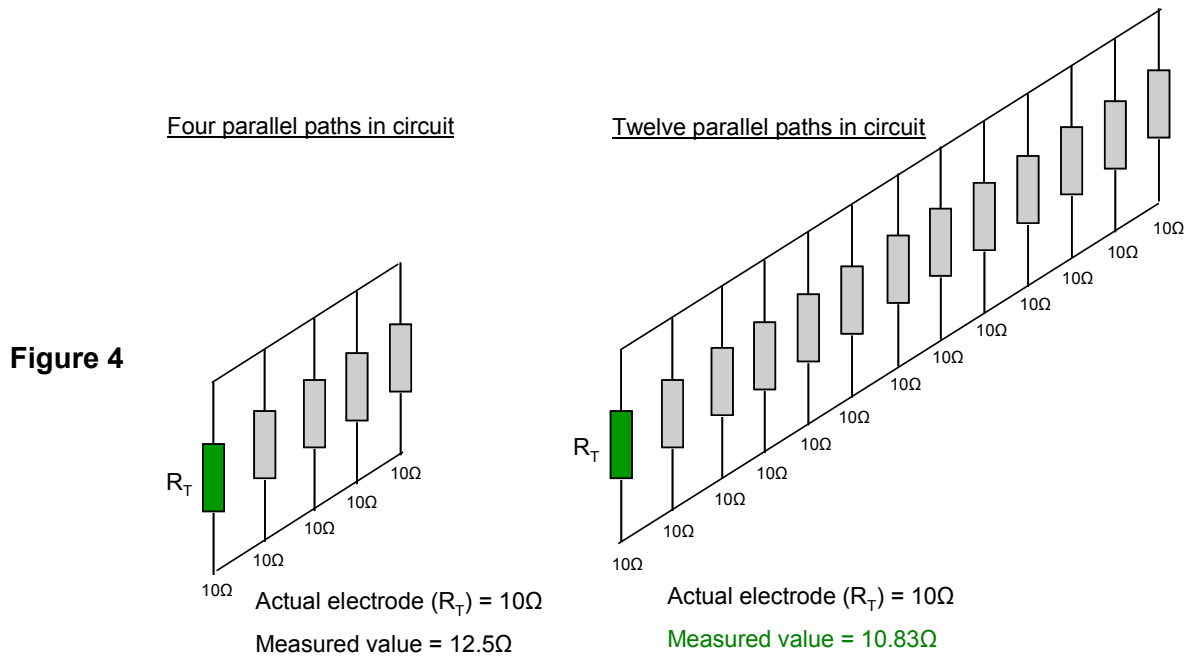 Four parallel paths in circuit
Twelve parallel paths in circuit
Figure 4
R_T
10Ω
10Ω
10Ω
10Ω
10Ω
Actual electrode (R_T) = 10Ω
Measured value = 12.5Ω
R_T
10Ω
10Ω
10Ω
10Ω
10Ω
10Ω
10Ω
10Ω
10Ω
10Ω
10Ω
10Ω
10Ω
Actual electrode (R_T) = 10Ω
Measured value = 10.83Ω